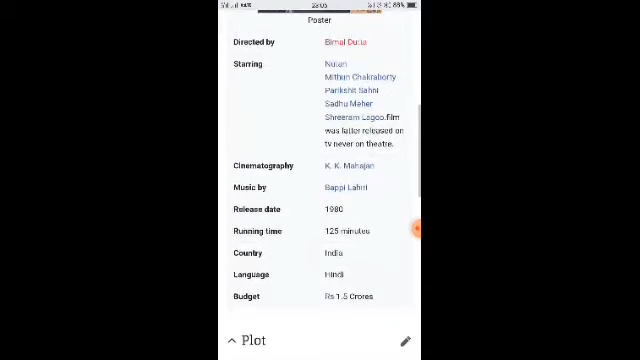 23:05
Poster
Directed by Bimal Dutta
Starring Nutan
Mithun Chakraborty
Parikshit Sahni
Sadhu Meher
Shreeram Lagoo.film
was latter released on
tv never on theatre.
Cinematography K. K. Mahajan
Music by Bappi Lahiri
Release date 1980
Running time 125 minutes
Country India
Language Hindi
Budget Rs 1.5 Crores
Plot